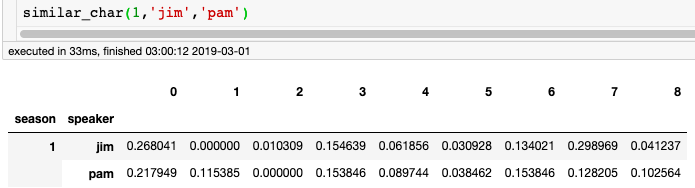 similar_char(1,'jim','pam')
executed in 33ms, finished 03:00:12 2019-03-01
0 1 2 3 4 5 6 7 8
season speaker
1 jim 0.268041 0.000000 0.010309 0.154639 0.061856 0.030928 0.134021 0.298969 0.041237
pam 0.217949 0.115385 0.000000 0.153846 0.089744 0.038462 0.153846 0.128205 0.102564